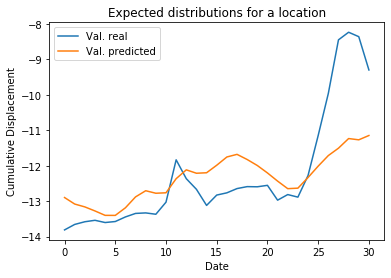 Expected distributions for a location
Val. real
Val. predicted
Cumulative Displacement
−8
−9
−10
−11
−12
−13
−14
0 5 10 15 20 25 30
Date